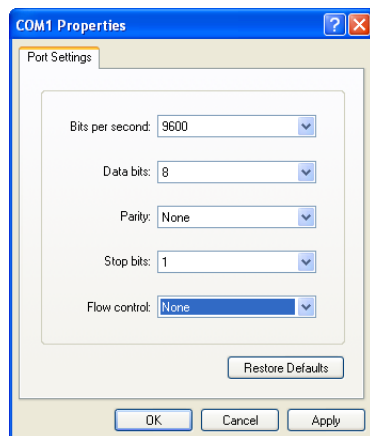 COM1 Properties
Port Settings
Bits per second: 9600
Data bits: 8
Parity: None
Stop bits: 1
Flow control: None
Restore Defaults
OK Cancel Apply